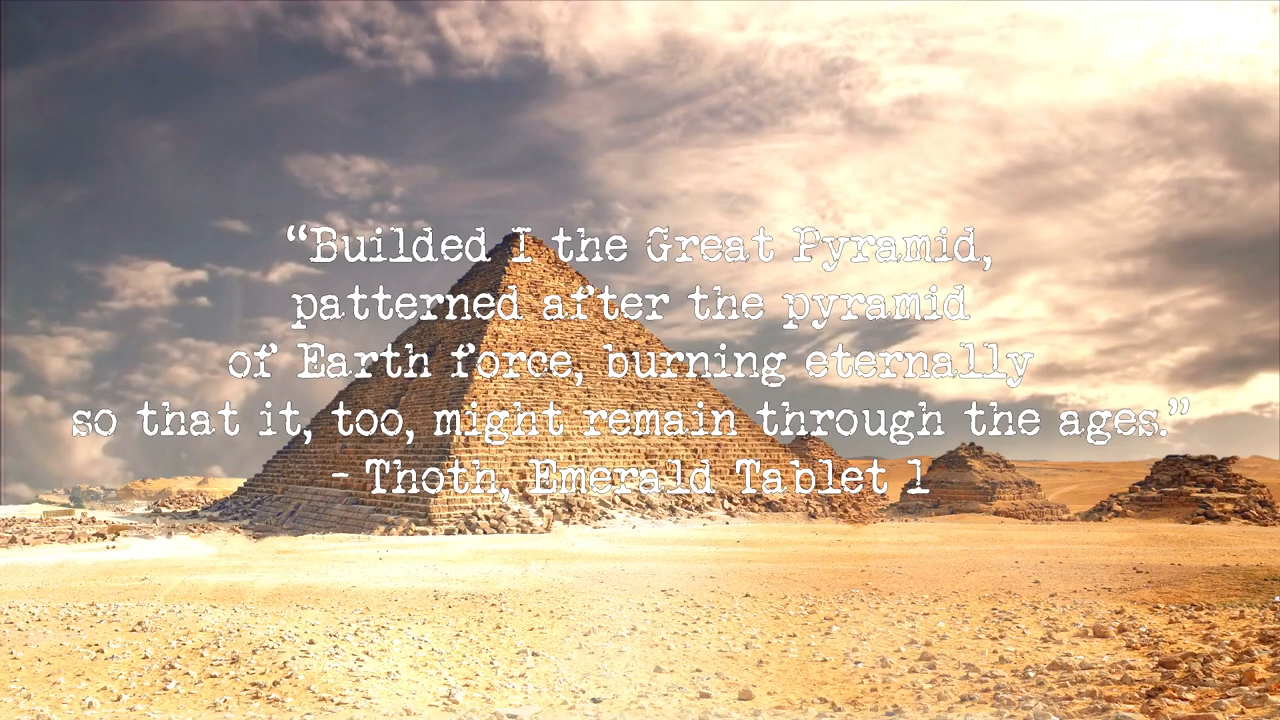 “Builded I the Great Pyramid,
patterned after the pyramid
of Earth force, burning eternally
so that it, too, might remain through the ages.”
- Thoth, Emerald Tablet 1